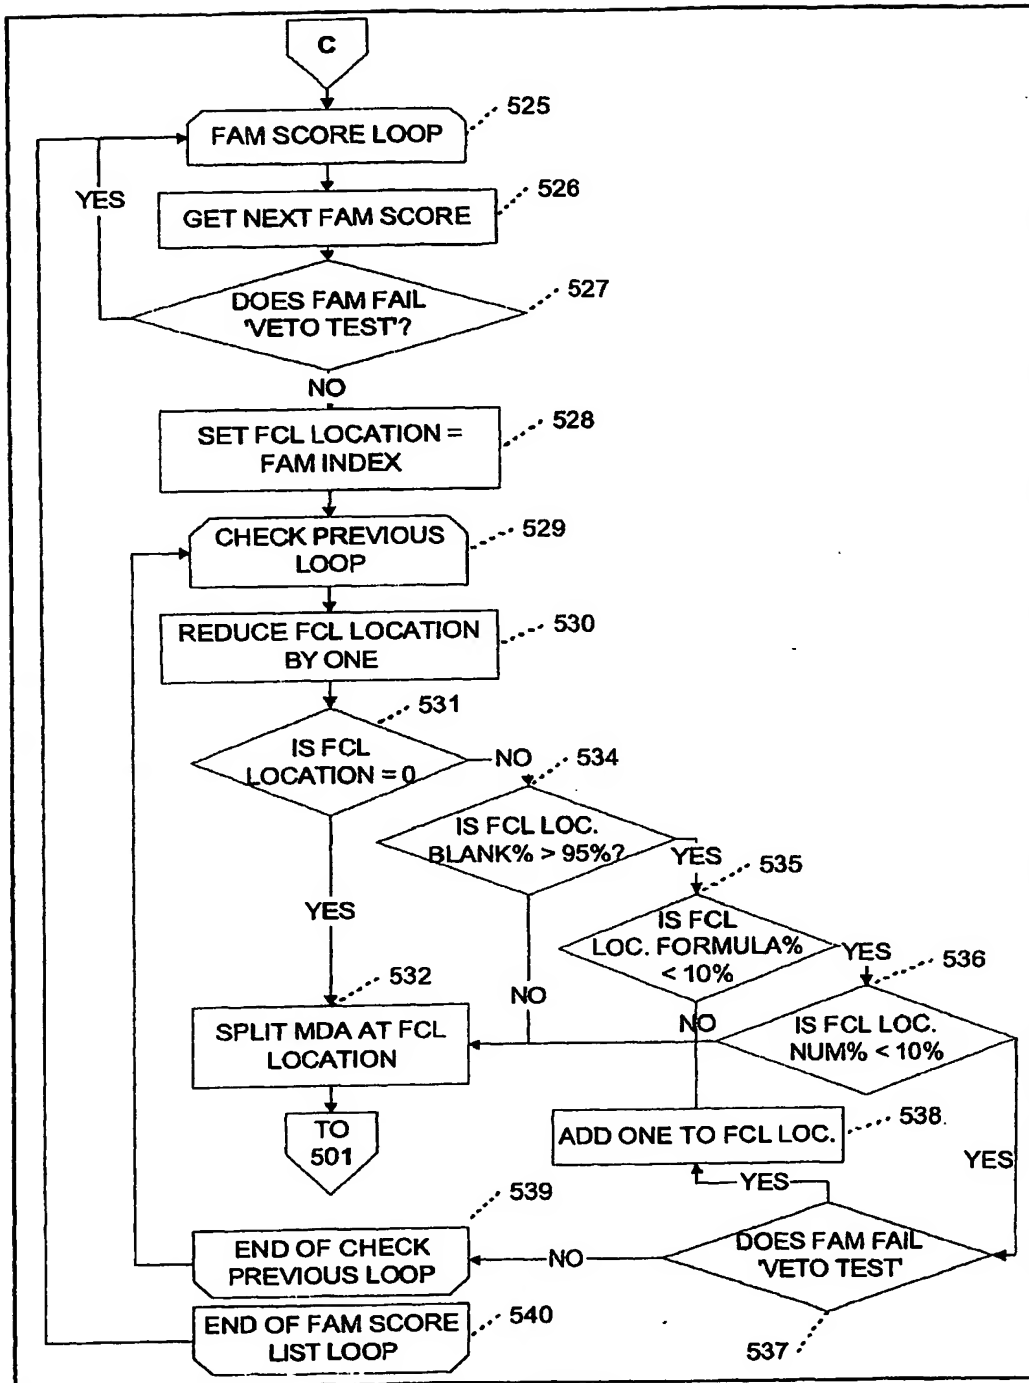 C
FAM SCORE LOOP
525
YES
GET NEXT FAM SCORE
526
DOES FAM FAIL
'VETO TEST'?
527
NO
SET FCL LOCATION =
FAM INDEX
528
CHECK PREVIOUS
LOOP
529
REDUCE FCL LOCATION
BY ONE
530
IS FCL
LOCATION = 0
531
NO
534
IS FCL LOC.
BLANK% > 95%?
YES
535
YES
IS FCL
LOC. FORMULA%
< 10%
YES
536
532
NO
NO
SPLIT MDA AT FCL
LOCATION
IS FCL LOC.
NUM% < 10%
TO
501
ADD ONE TO FCL LOC.
538
YES
YES
539
END OF CHECK
PREVIOUS LOOP
NO
DOES FAM FAIL
'VETO TEST'
537
END OF FAM SCORE
LIST LOOP
540